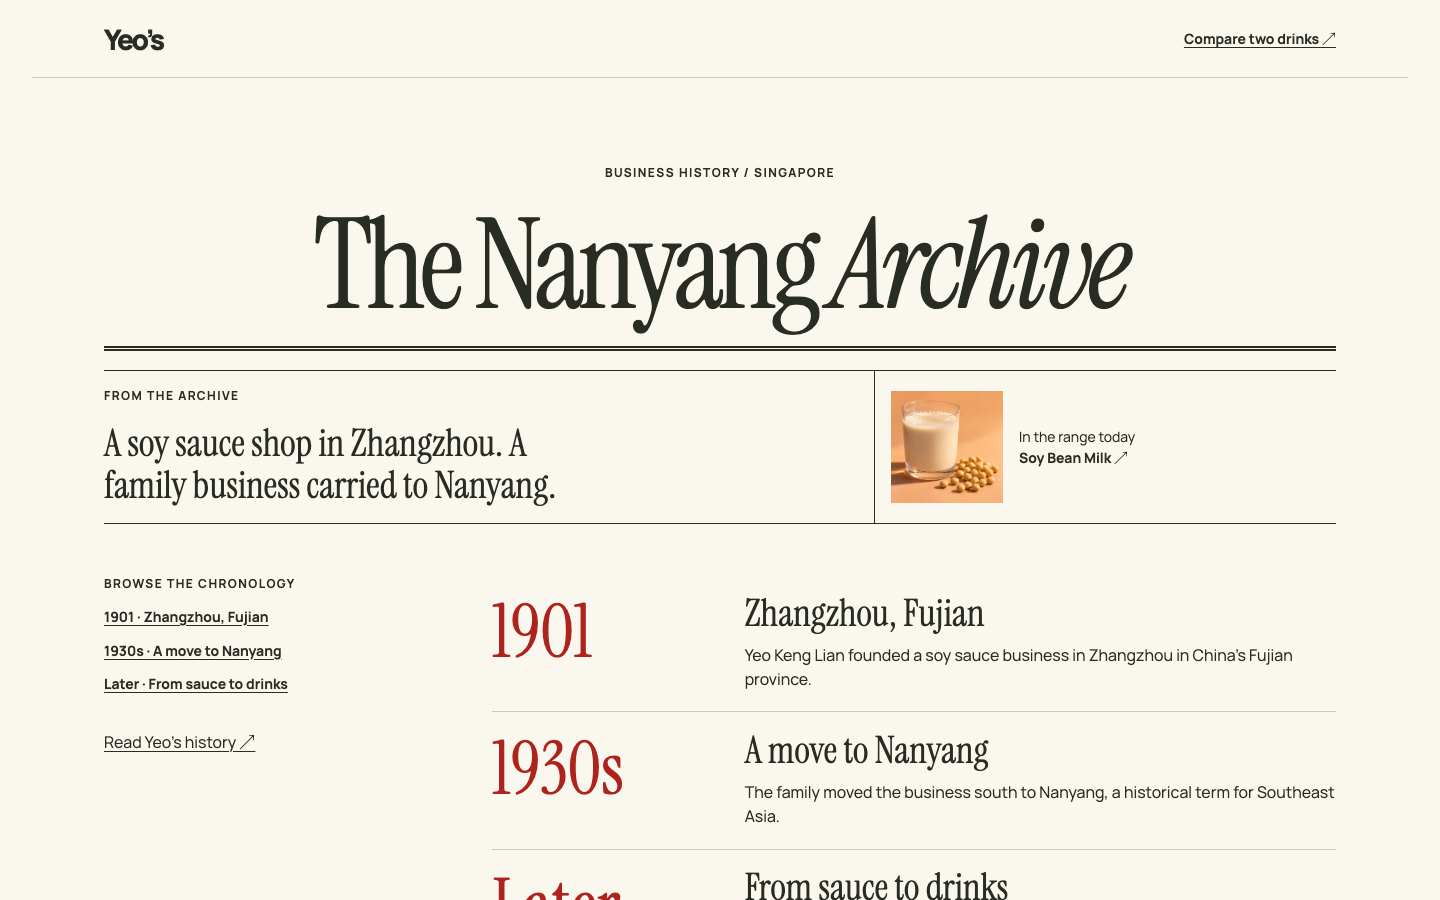 Yeo's
Compare two drinks ↗
BUSINESS HISTORY / SINGAPORE
The Nanyang Archive
FROM THE ARCHIVE
A soy sauce shop in Zhangzhou. A
family business carried to Nanyang.
In the range today
Soy Bean Milk ↗
BROWSE THE CHRONOLOGY
1901 · Zhangzhou, Fujian
1930s · A move to Nanyang
Later · From sauce to drinks
Read Yeo's history ↗
1901
Zhangzhou, Fujian
Yeo Keng Lian founded a soy sauce business in Zhangzhou in China's Fujian
province.
1930s
A move to Nanyang
The family moved the business south to Nanyang, a historical term for Southeast
Asia.
Later
From sauce to drinks